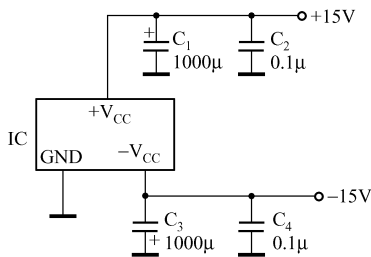 +15V
+ C1 C2
1000μ 0.1μ
+VCC
IC
GND −VCC
−15V
C3 C4
+ 1000μ 0.1μ